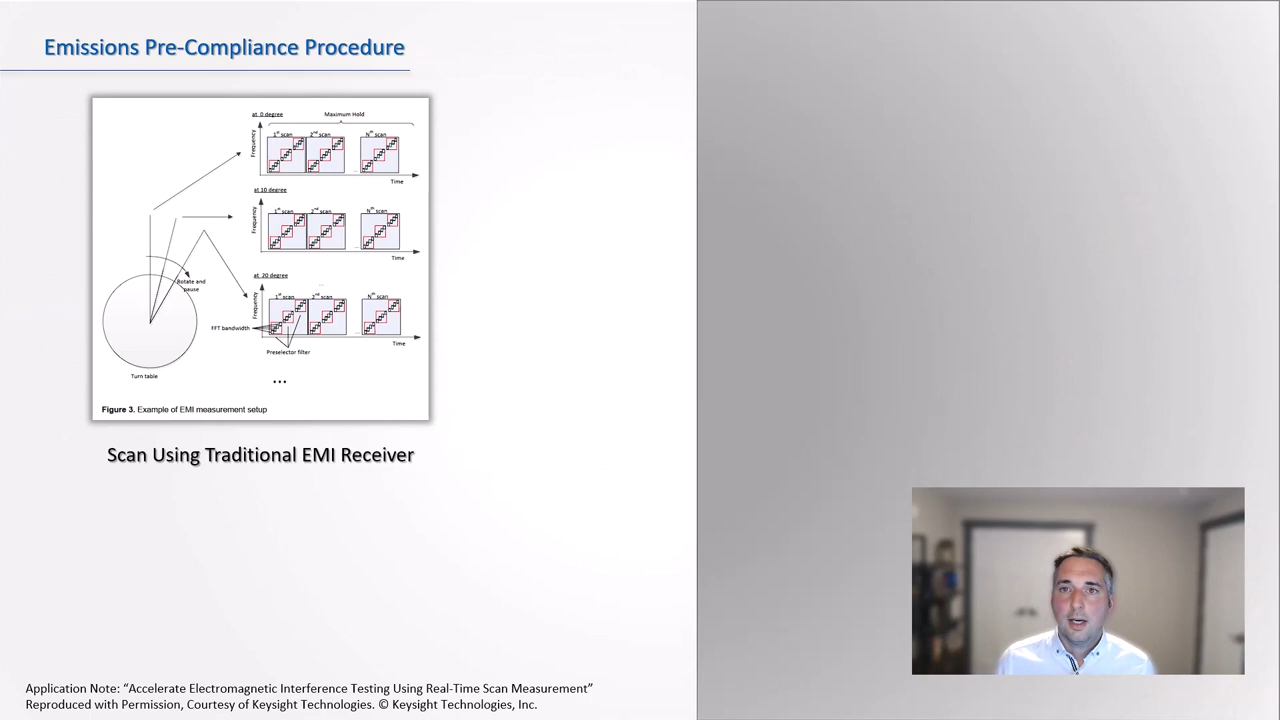 Emissions Pre-Compliance Procedure
at 0 degree
Maximum Hold
1st scan 2nd scan Nth scan
Frequency
...
Time
at 10 degree
1st scan 2nd scan Nth scan
Frequency
...
Time
Rotate and
pause
at 20 degree
...
1st scan 2nd scan Nth scan
Frequency
FFT bandwidth
...
Time
Preselector filter
Turn table
...
Figure 3. Example of EMI measurement setup
Scan Using Traditional EMI Receiver
Application Note: “Accelerate Electromagnetic Interference Testing Using Real-Time Scan Measurement”
Reproduced with Permission, Courtesy of Keysight Technologies. © Keysight Technologies, Inc.